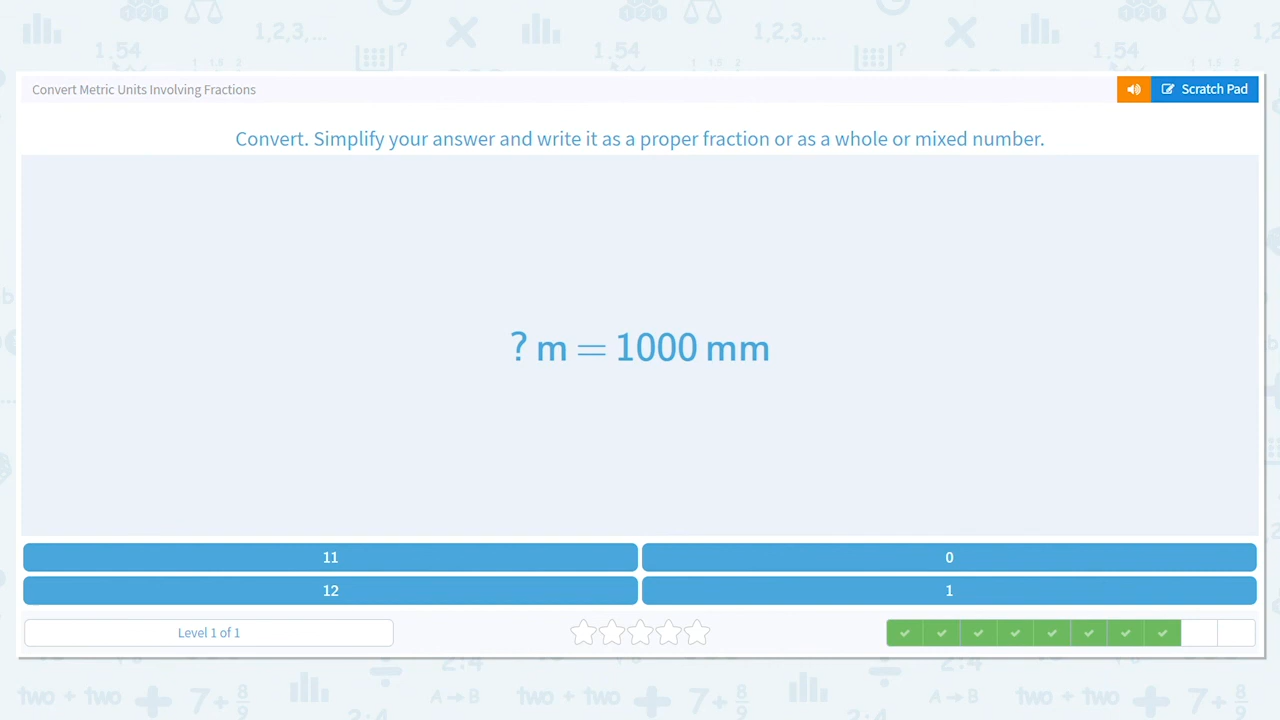 Convert Metric Units Involving Fractions
Scratch Pad
Convert. Simplify your answer and write it as a proper fraction or as a whole or mixed number.
? m = 1000 mm
11
0
12
1
Level 1 of 1